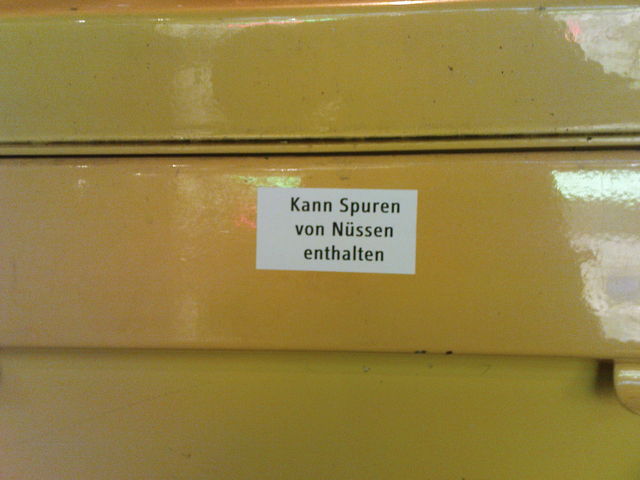 Kann Spuren
von Nüssen
enthalten